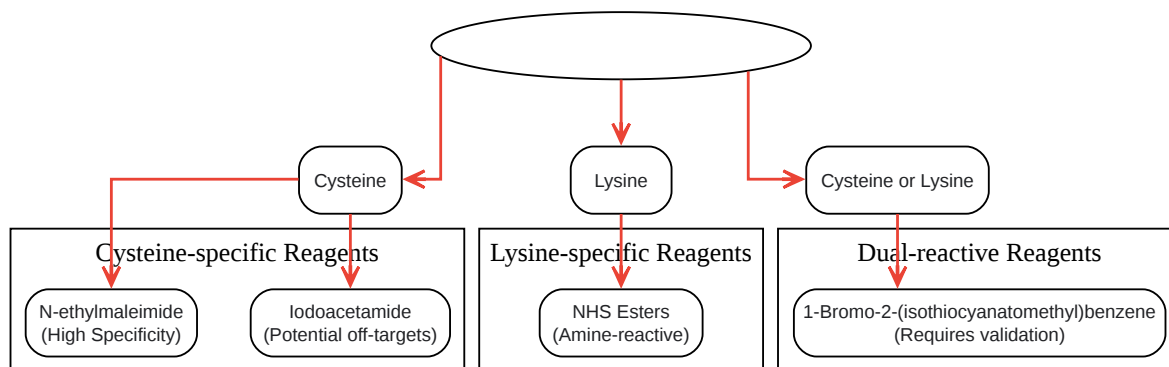 Cysteine
Lysine
Cysteine or Lysine
Cysteine-specific Reagents
Lysine-specific Reagents
Dual-reactive Reagents
N-ethylmaleimide
(High Specificity)
Iodoacetamide
(Potential off-targets)
NHS Esters
(Amine-reactive)
1-Bromo-2-(isothiocyanatomethyl)benzene
(Requires validation)